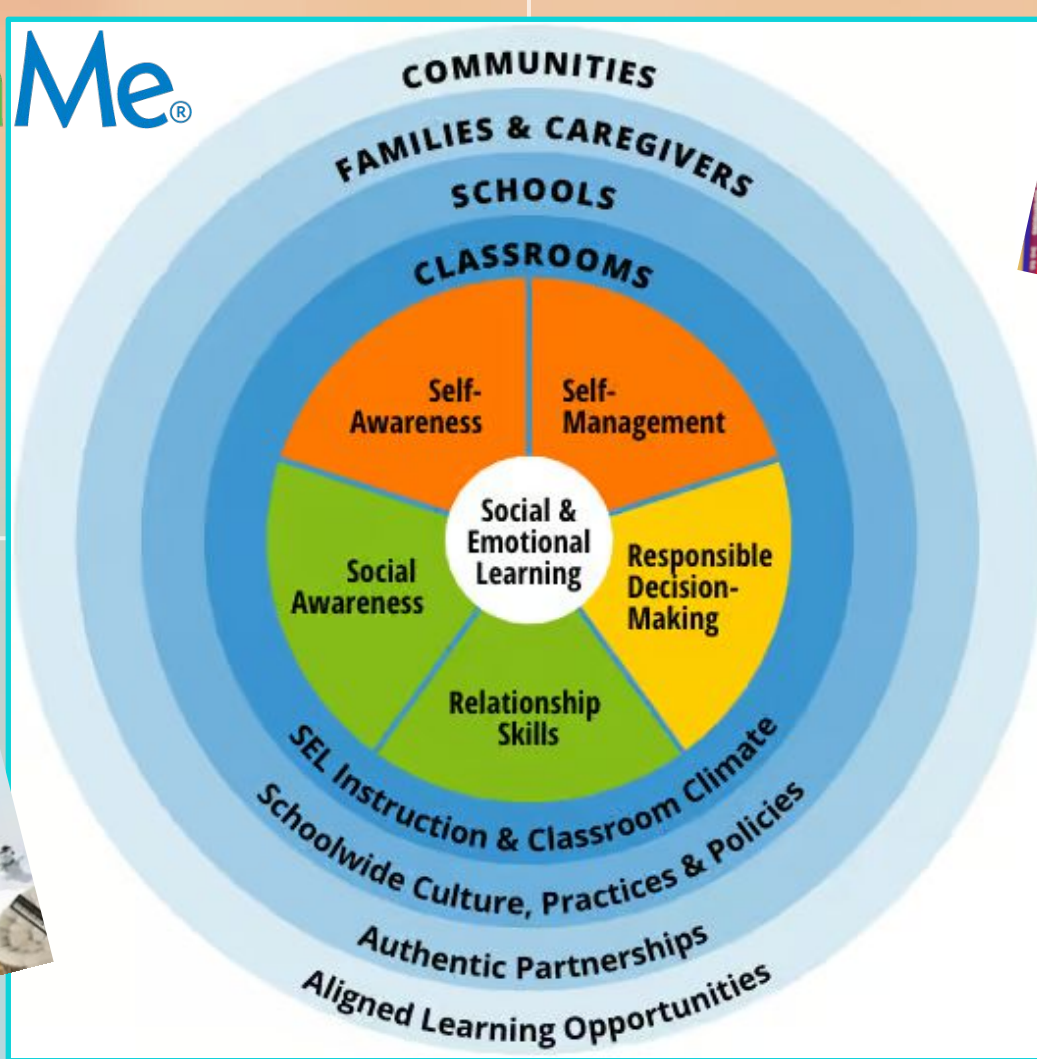 Me®
COMMUNITIES
FAMILIES & CAREGIVERS
SCHOOLS
CLASSROOMS
Self-
Awareness
Self-
Management
Social &
Emotional
Learning
Social
Awareness
Responsible
Decision-
Making
Relationship
Skills
SEL Instruction & Classroom Climate
Schoolwide Culture, Practices & Policies
Authentic Partnerships
Aligned Learning Opportunities